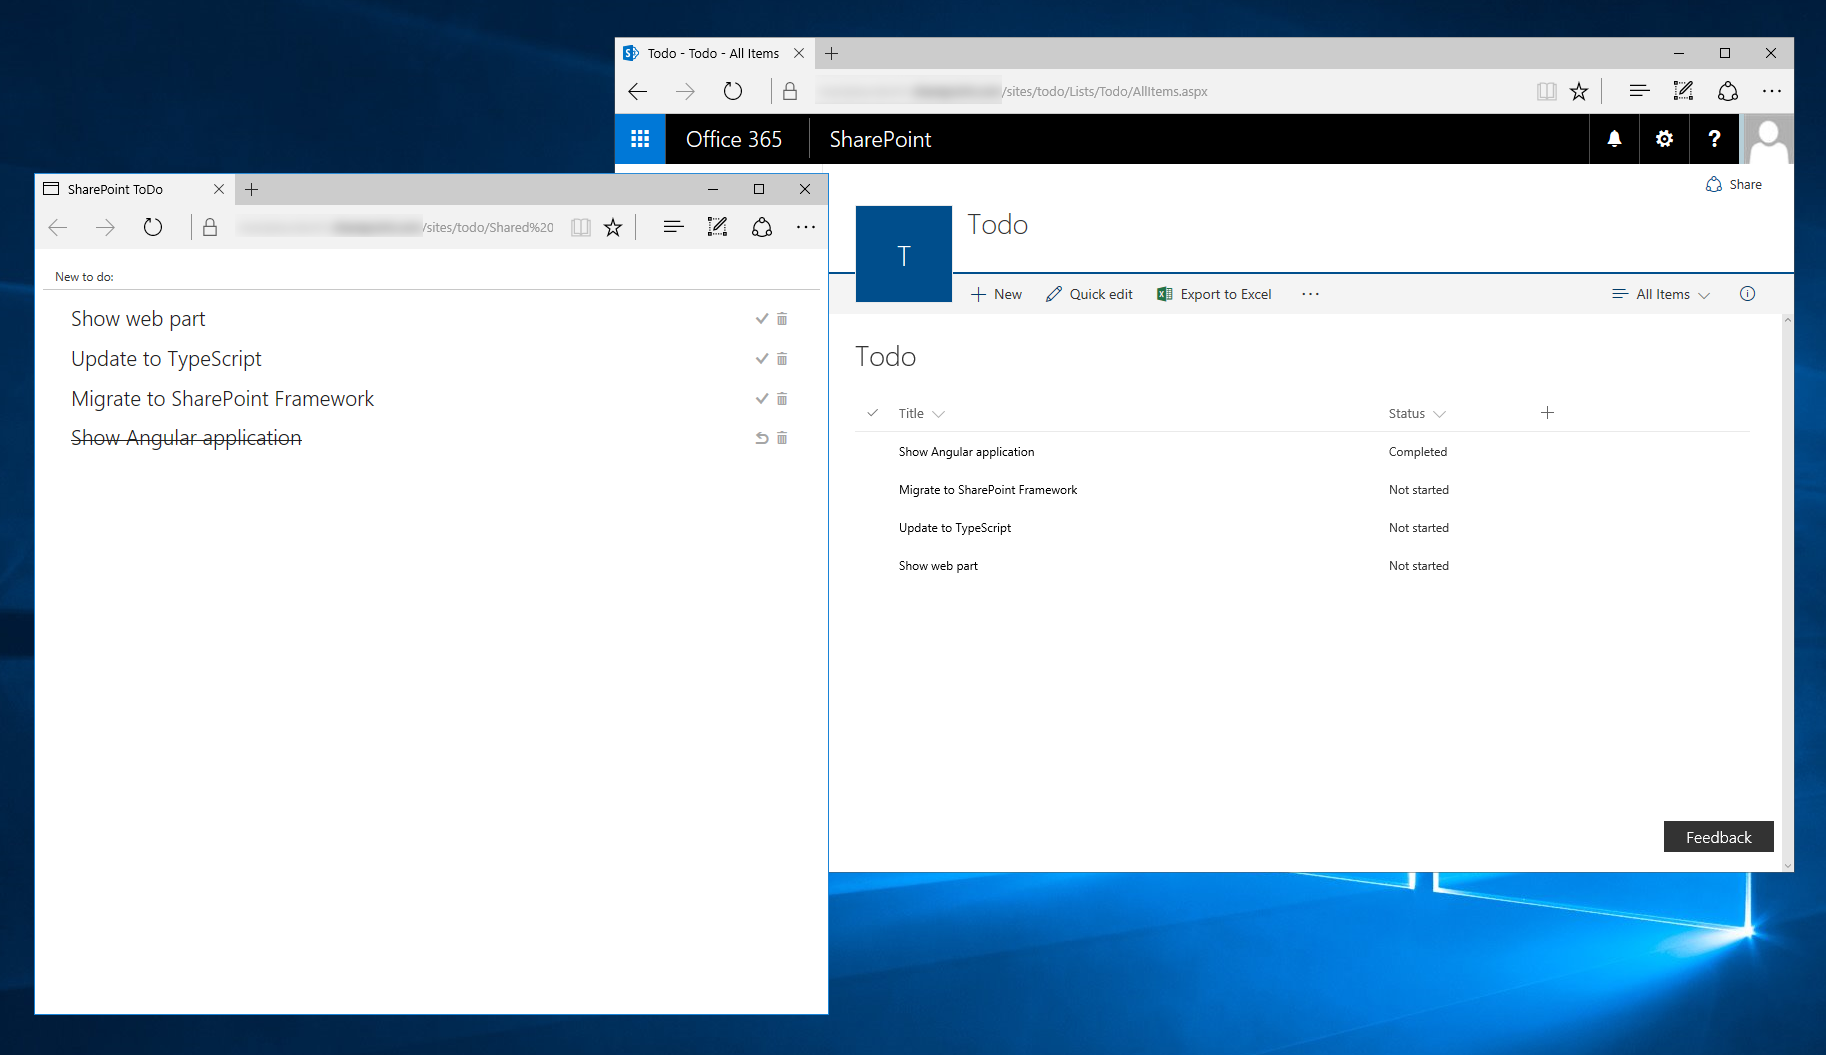 Todo - Todo - All Items
/sites/todo/Lists/Todo/AllItems.aspx
Office 365
SharePoint
?
Share
T
Todo
New
Quick edit
Export to Excel
All Items
Todo
Title
Status
Show Angular application
Completed
Migrate to SharePoint Framework
Not started
Update to TypeScript
Not started
Show web part
Not started
Feedback
SharePoint ToDo
/sites/todo/Shared%20
New to do:
Show web part
Update to TypeScript
Migrate to SharePoint Framework
Show Angular application